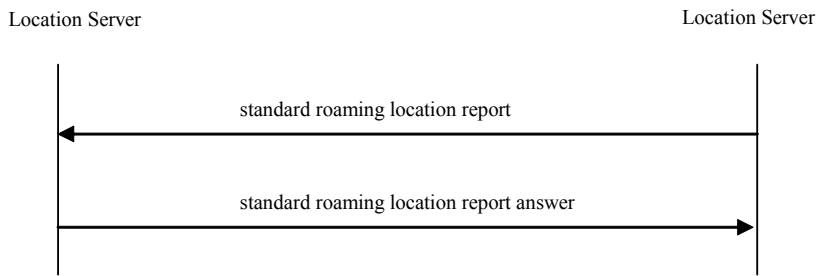 Location Server
Location Server
standard roaming location report
standard roaming location report answer